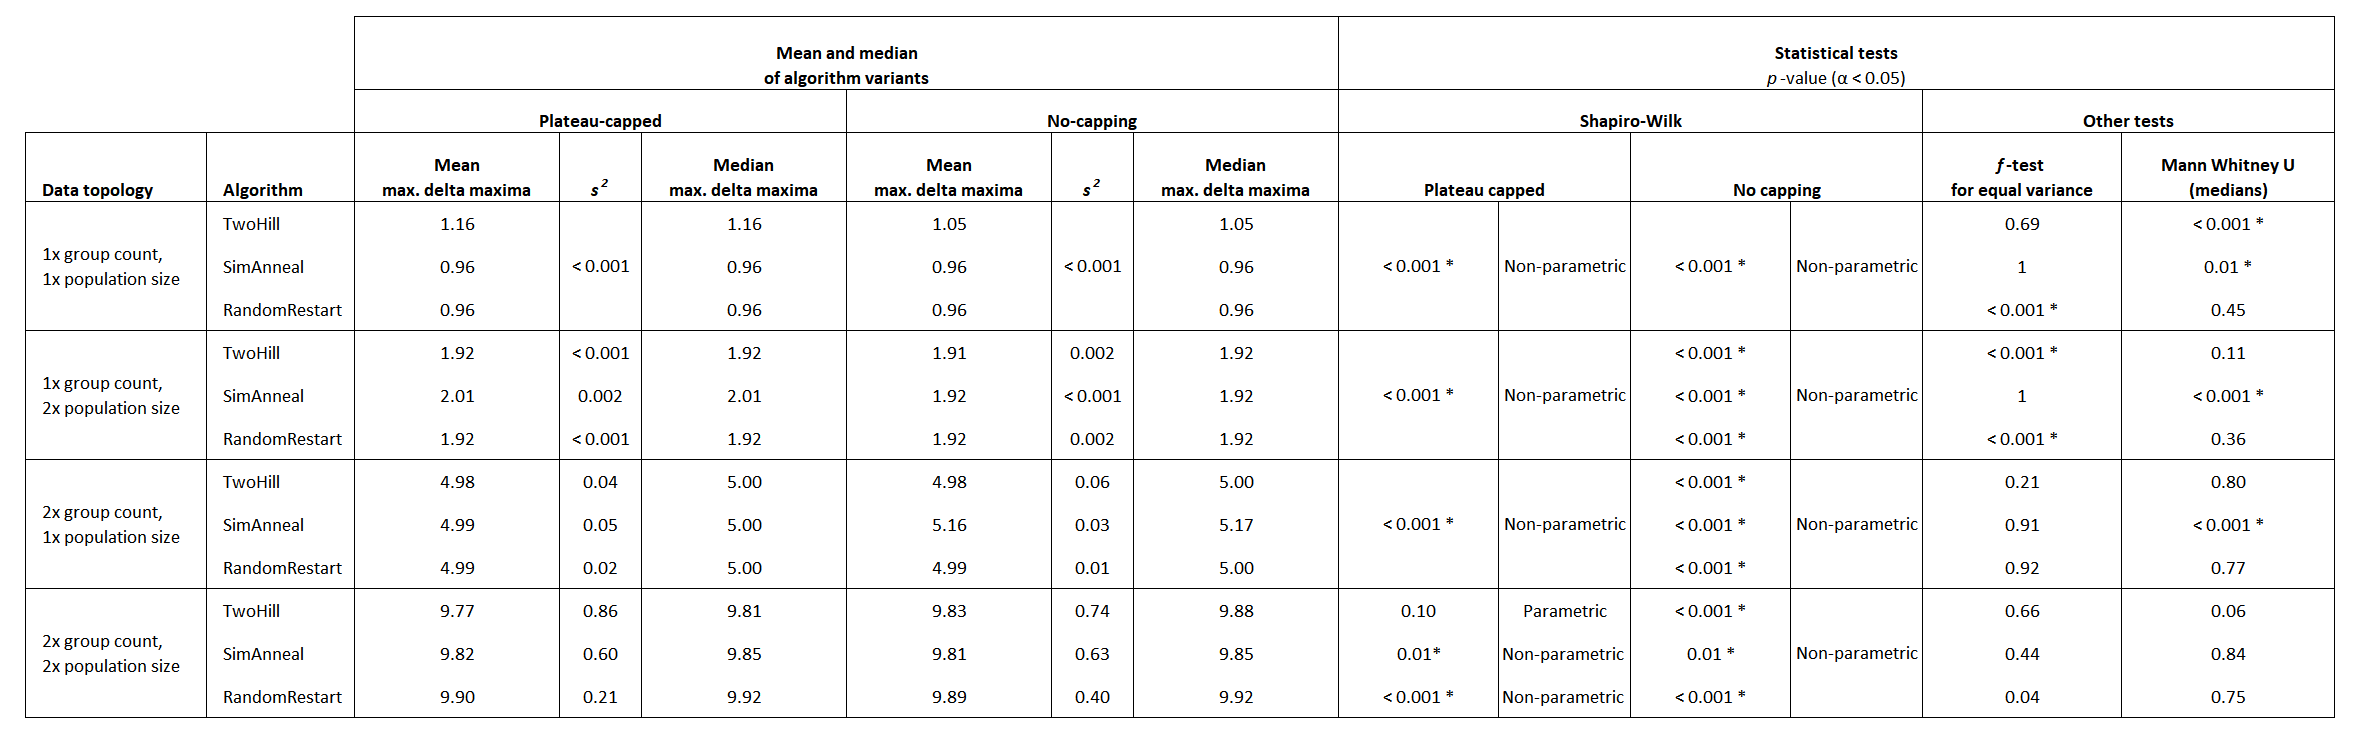 Mean and median
of algorithm variants
Statistical tests
p -value (α < 0.05)
Plateau-capped
No-capping
Shapiro-Wilk
Other tests
Data topology
Algorithm
Mean
max. delta maxima
s 2
Median
max. delta maxima
Mean
max. delta maxima
s 2
Median
max. delta maxima
Plateau capped
No capping
f -test
for equal variance
Mann Whitney U
(medians)
1x group count,
1x population size
TwoHill 1.16 1.16 1.05 1.05 0.69 < 0.001 *
SimAnneal 0.96 < 0.001 0.96 0.96 < 0.001 0.96 < 0.001 * Non-parametric < 0.001 * Non-parametric 1 0.01 *
RandomRestart 0.96 0.96 0.96 0.96 < 0.001 * 0.45
1x group count,
2x population size
TwoHill 1.92 < 0.001 1.92 1.91 0.002 1.92 < 0.001 * < 0.001 * 0.11
SimAnneal 2.01 0.002 2.01 1.92 < 0.001 1.92 < 0.001 * Non-parametric < 0.001 * Non-parametric 1 < 0.001 *
RandomRestart 1.92 < 0.001 1.92 1.92 0.002 1.92 < 0.001 * < 0.001 * 0.36
2x group count,
1x population size
TwoHill 4.98 0.04 5.00 4.98 0.06 5.00 < 0.001 * 0.21 0.80
SimAnneal 4.99 0.05 5.00 5.16 0.03 5.17 < 0.001 * Non-parametric < 0.001 * Non-parametric 0.91 < 0.001 *
RandomRestart 4.99 0.02 5.00 4.99 0.01 5.00 < 0.001 * 0.92 0.77
2x group count,
2x population size
TwoHill 9.77 0.86 9.81 9.83 0.74 9.88 0.10 Parametric < 0.001 * 0.66 0.06
SimAnneal 9.82 0.60 9.85 9.81 0.63 9.85 0.01* Non-parametric 0.01 * Non-parametric 0.44 0.84
RandomRestart 9.90 0.21 9.92 9.89 0.40 9.92 < 0.001 * Non-parametric < 0.001 * 0.04 0.75